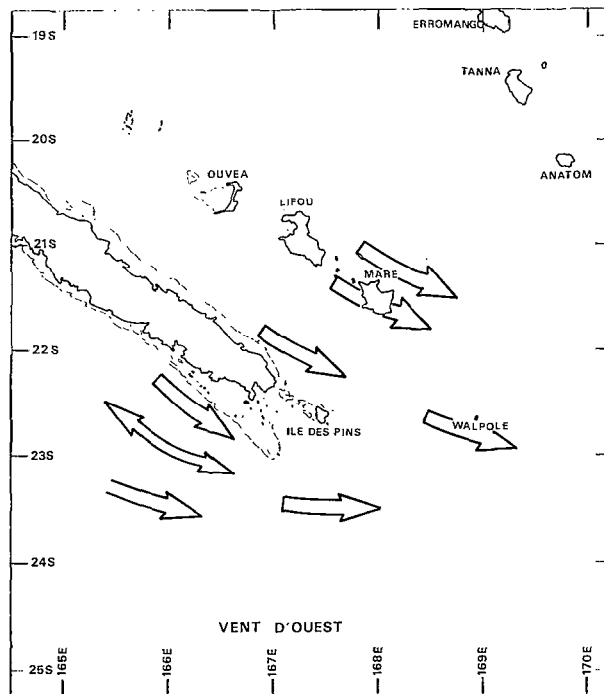 19S
ERROMANGO
TANNA
20S
ANATOM
OUVEA
LIFOU
21S
MARE
22S
WALPOLE
ILE DES PINS
23S
24S
VENT D'OUEST
165E
166E
167E
168E
169E
170E
25S